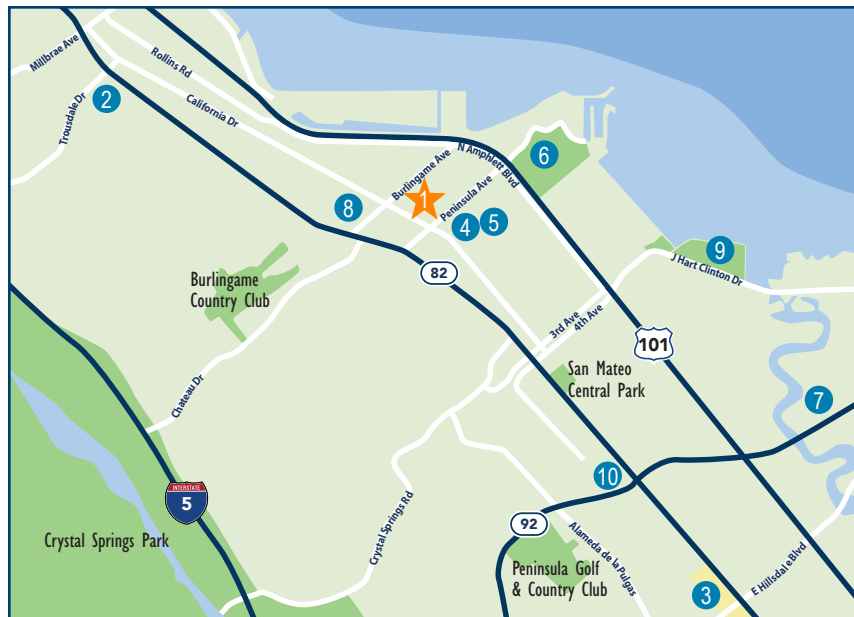 Millbrae Ave
Rollins Rd
Trousdale Dr
2
California Dr
Burlingame Ave
N Amphlett Blvd
6
1
Peninsula Ave
8
4
5
9
J Hart Clinton Dr
82
Burlingame
Country Club
3rd Ave
4th Ave
101
San Mateo
Central Park
Chateau Dr
7
10
INTERSTATE
5
Crystal Springs Rd
92
Crystal Springs Park
Alameda de la Pulgas
Peninsula Golf
& Country Club
E Hillsdale Blvd
3